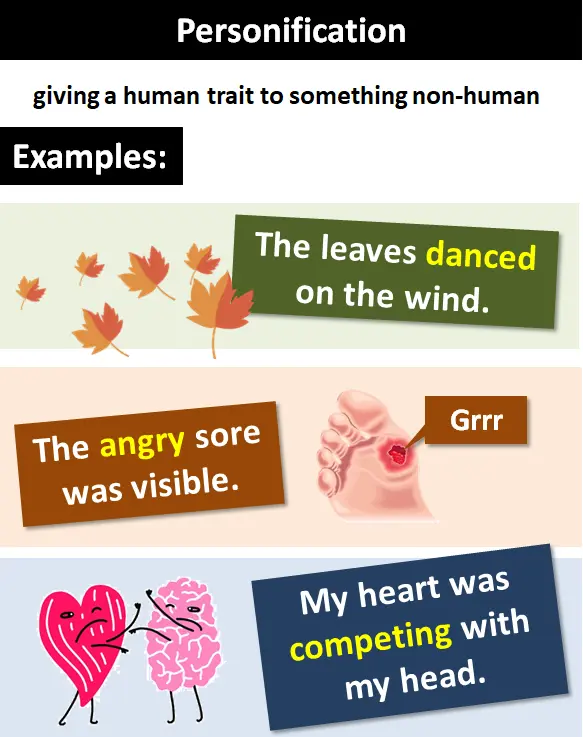 Personification
giving a human trait to something non-human
Examples:
The leaves danced
on the wind.
The angry sore
was visible.
Grrr
My heart was
competing with
my head.